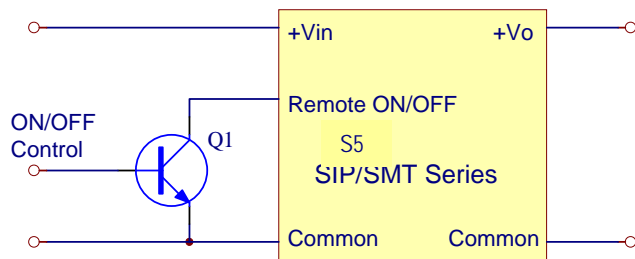 +Vin
+Vo
Remote ON/OFF
ON/OFF
Control
Q1
S5
SIP/SMT Series
Common
Common